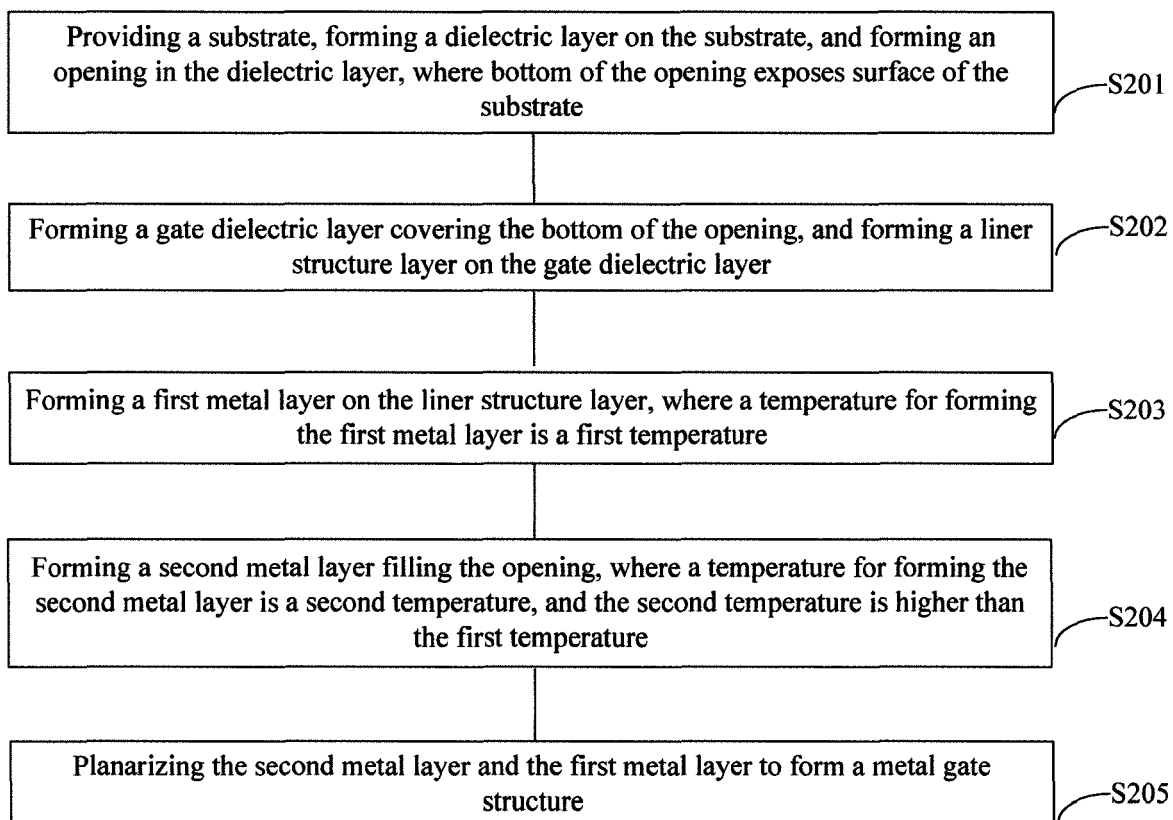 Providing a substrate, forming a dielectric layer on the substrate, and forming an
opening in the dielectric layer, where bottom of the opening exposes surface of the
substrate
S201
Forming a gate dielectric layer covering the bottom of the opening, and forming a liner
structure layer on the gate dielectric layer
S202
Forming a first metal layer on the liner structure layer, where a temperature for forming
the first metal layer is a first temperature
S203
Forming a second metal layer filling the opening, where a temperature for forming the
second metal layer is a second temperature, and the second temperature is higher than
the first temperature
S204
Planarizing the second metal layer and the first metal layer to form a metal gate
structure
S205